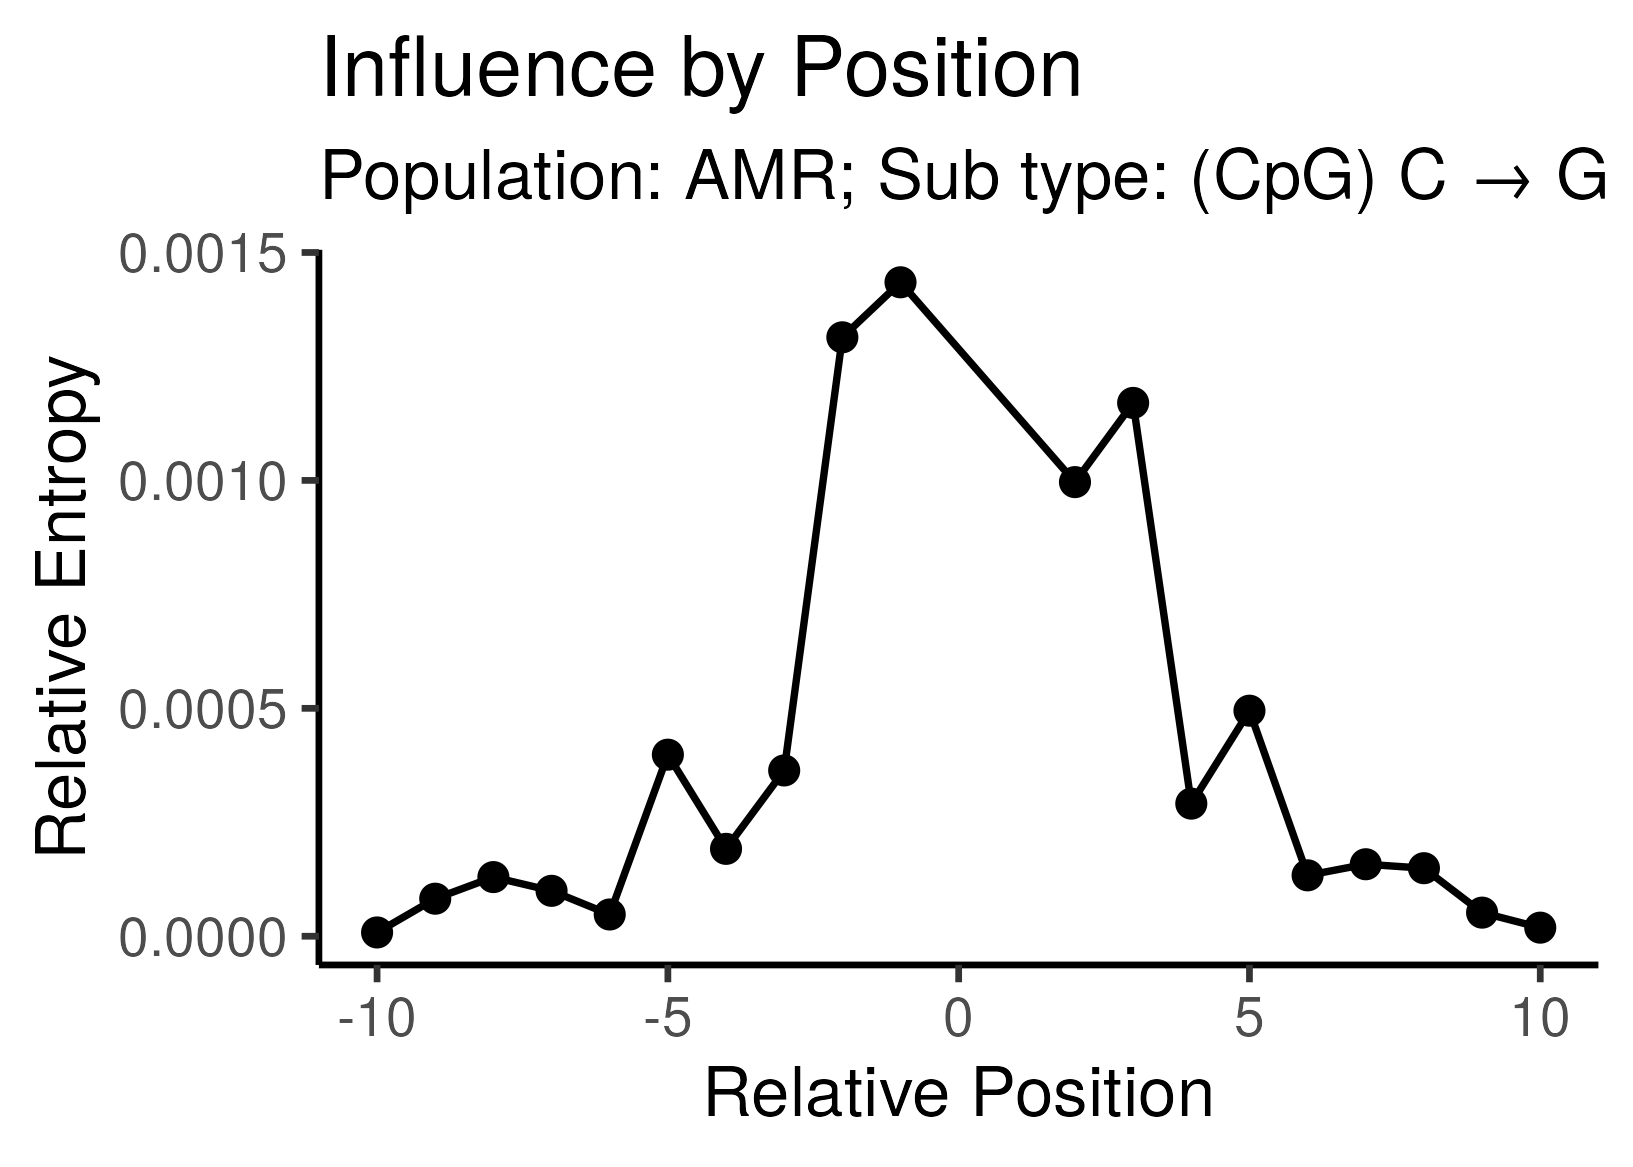 Influence by Position
Population: AMR; Sub type: (CpG) C → G
0.0015
0.0010
0.0005
0.0000
Relative Entropy
-10 -5 0 5 10
Relative Position